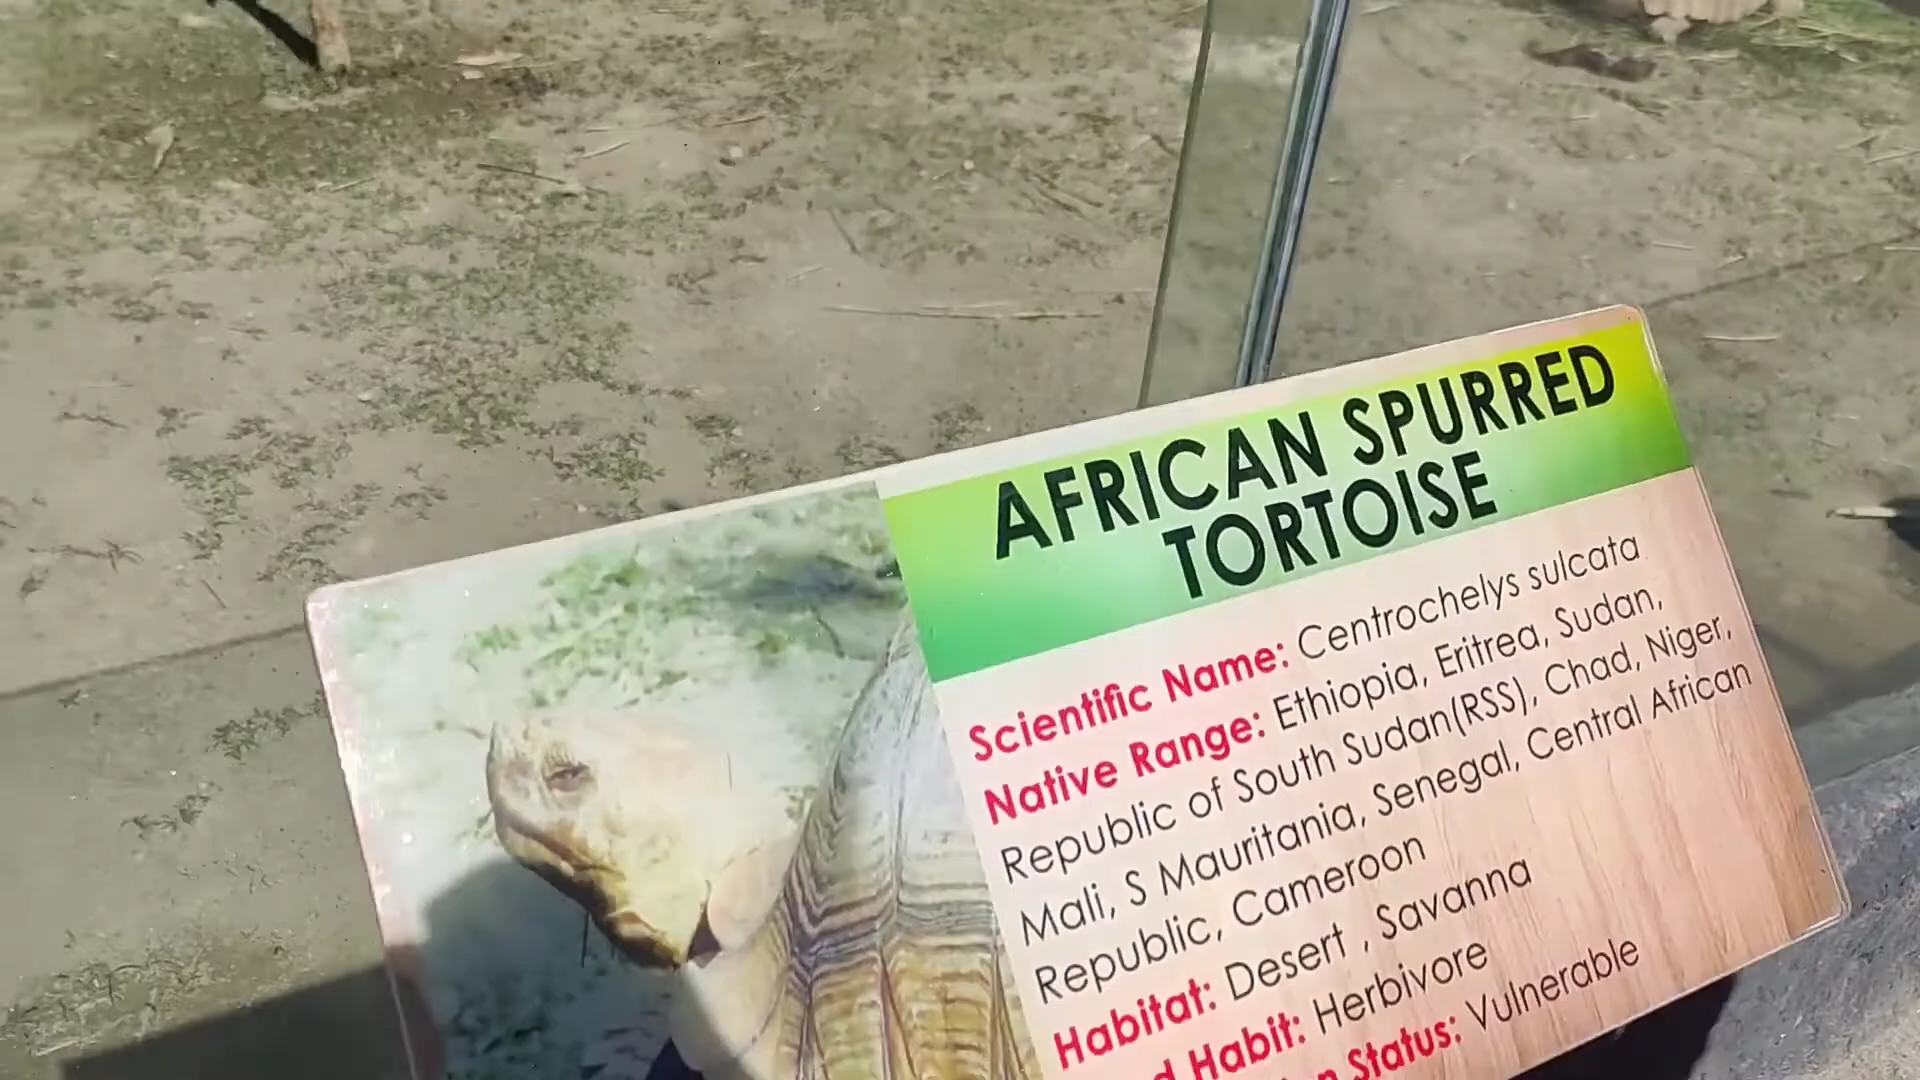 AFRICAN SPURRED
TORTOISE
Scientific Name: Centrochelys sulcata
Native Range: Ethiopia, Eritrea, Sudan,
Republic of South Sudan(RSS), Chad, Niger,
Mali, S Mauritania, Senegal, Central African
Republic, Cameroon
Habitat: Desert , Savanna
Habit: Herbivore
Status: Vulnerable